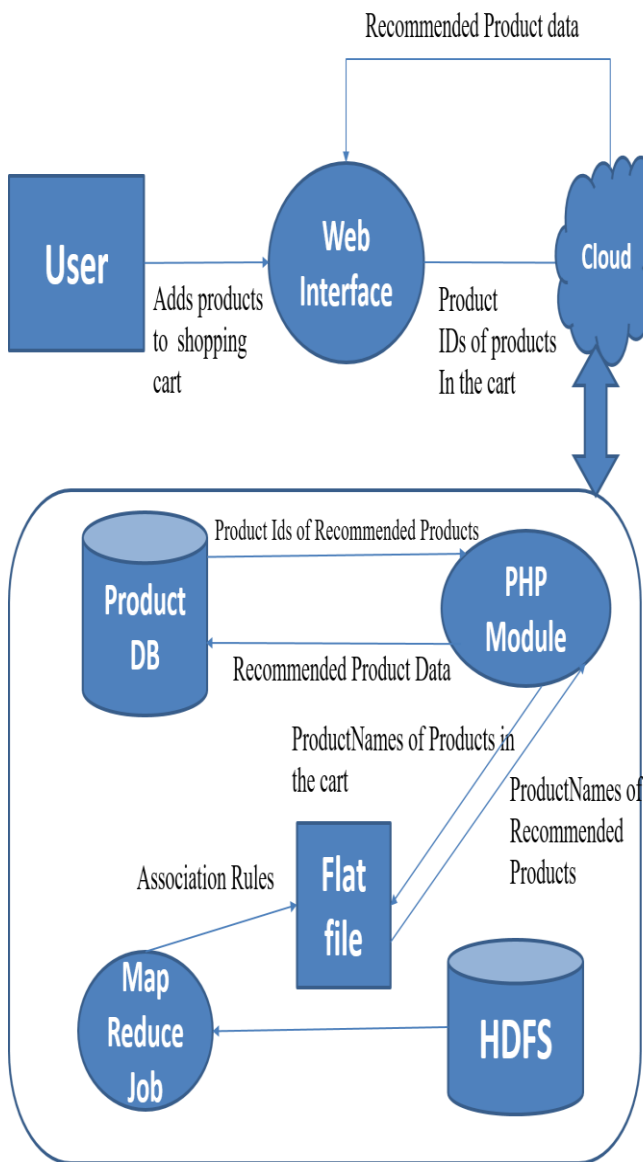 Recommended Product data
User
Web
Interface
Cloud
Adds products
to shopping
cart
Product
IDs of products
In the cart
Product Ids of Recommended Products
Product
DB
PHP
Module
Recommended Product Data
ProductNames of Products in
the cart
ProductNames of
Recommended
Products
Association Rules
Flat
file
Map
Reduce
Job
HDFS